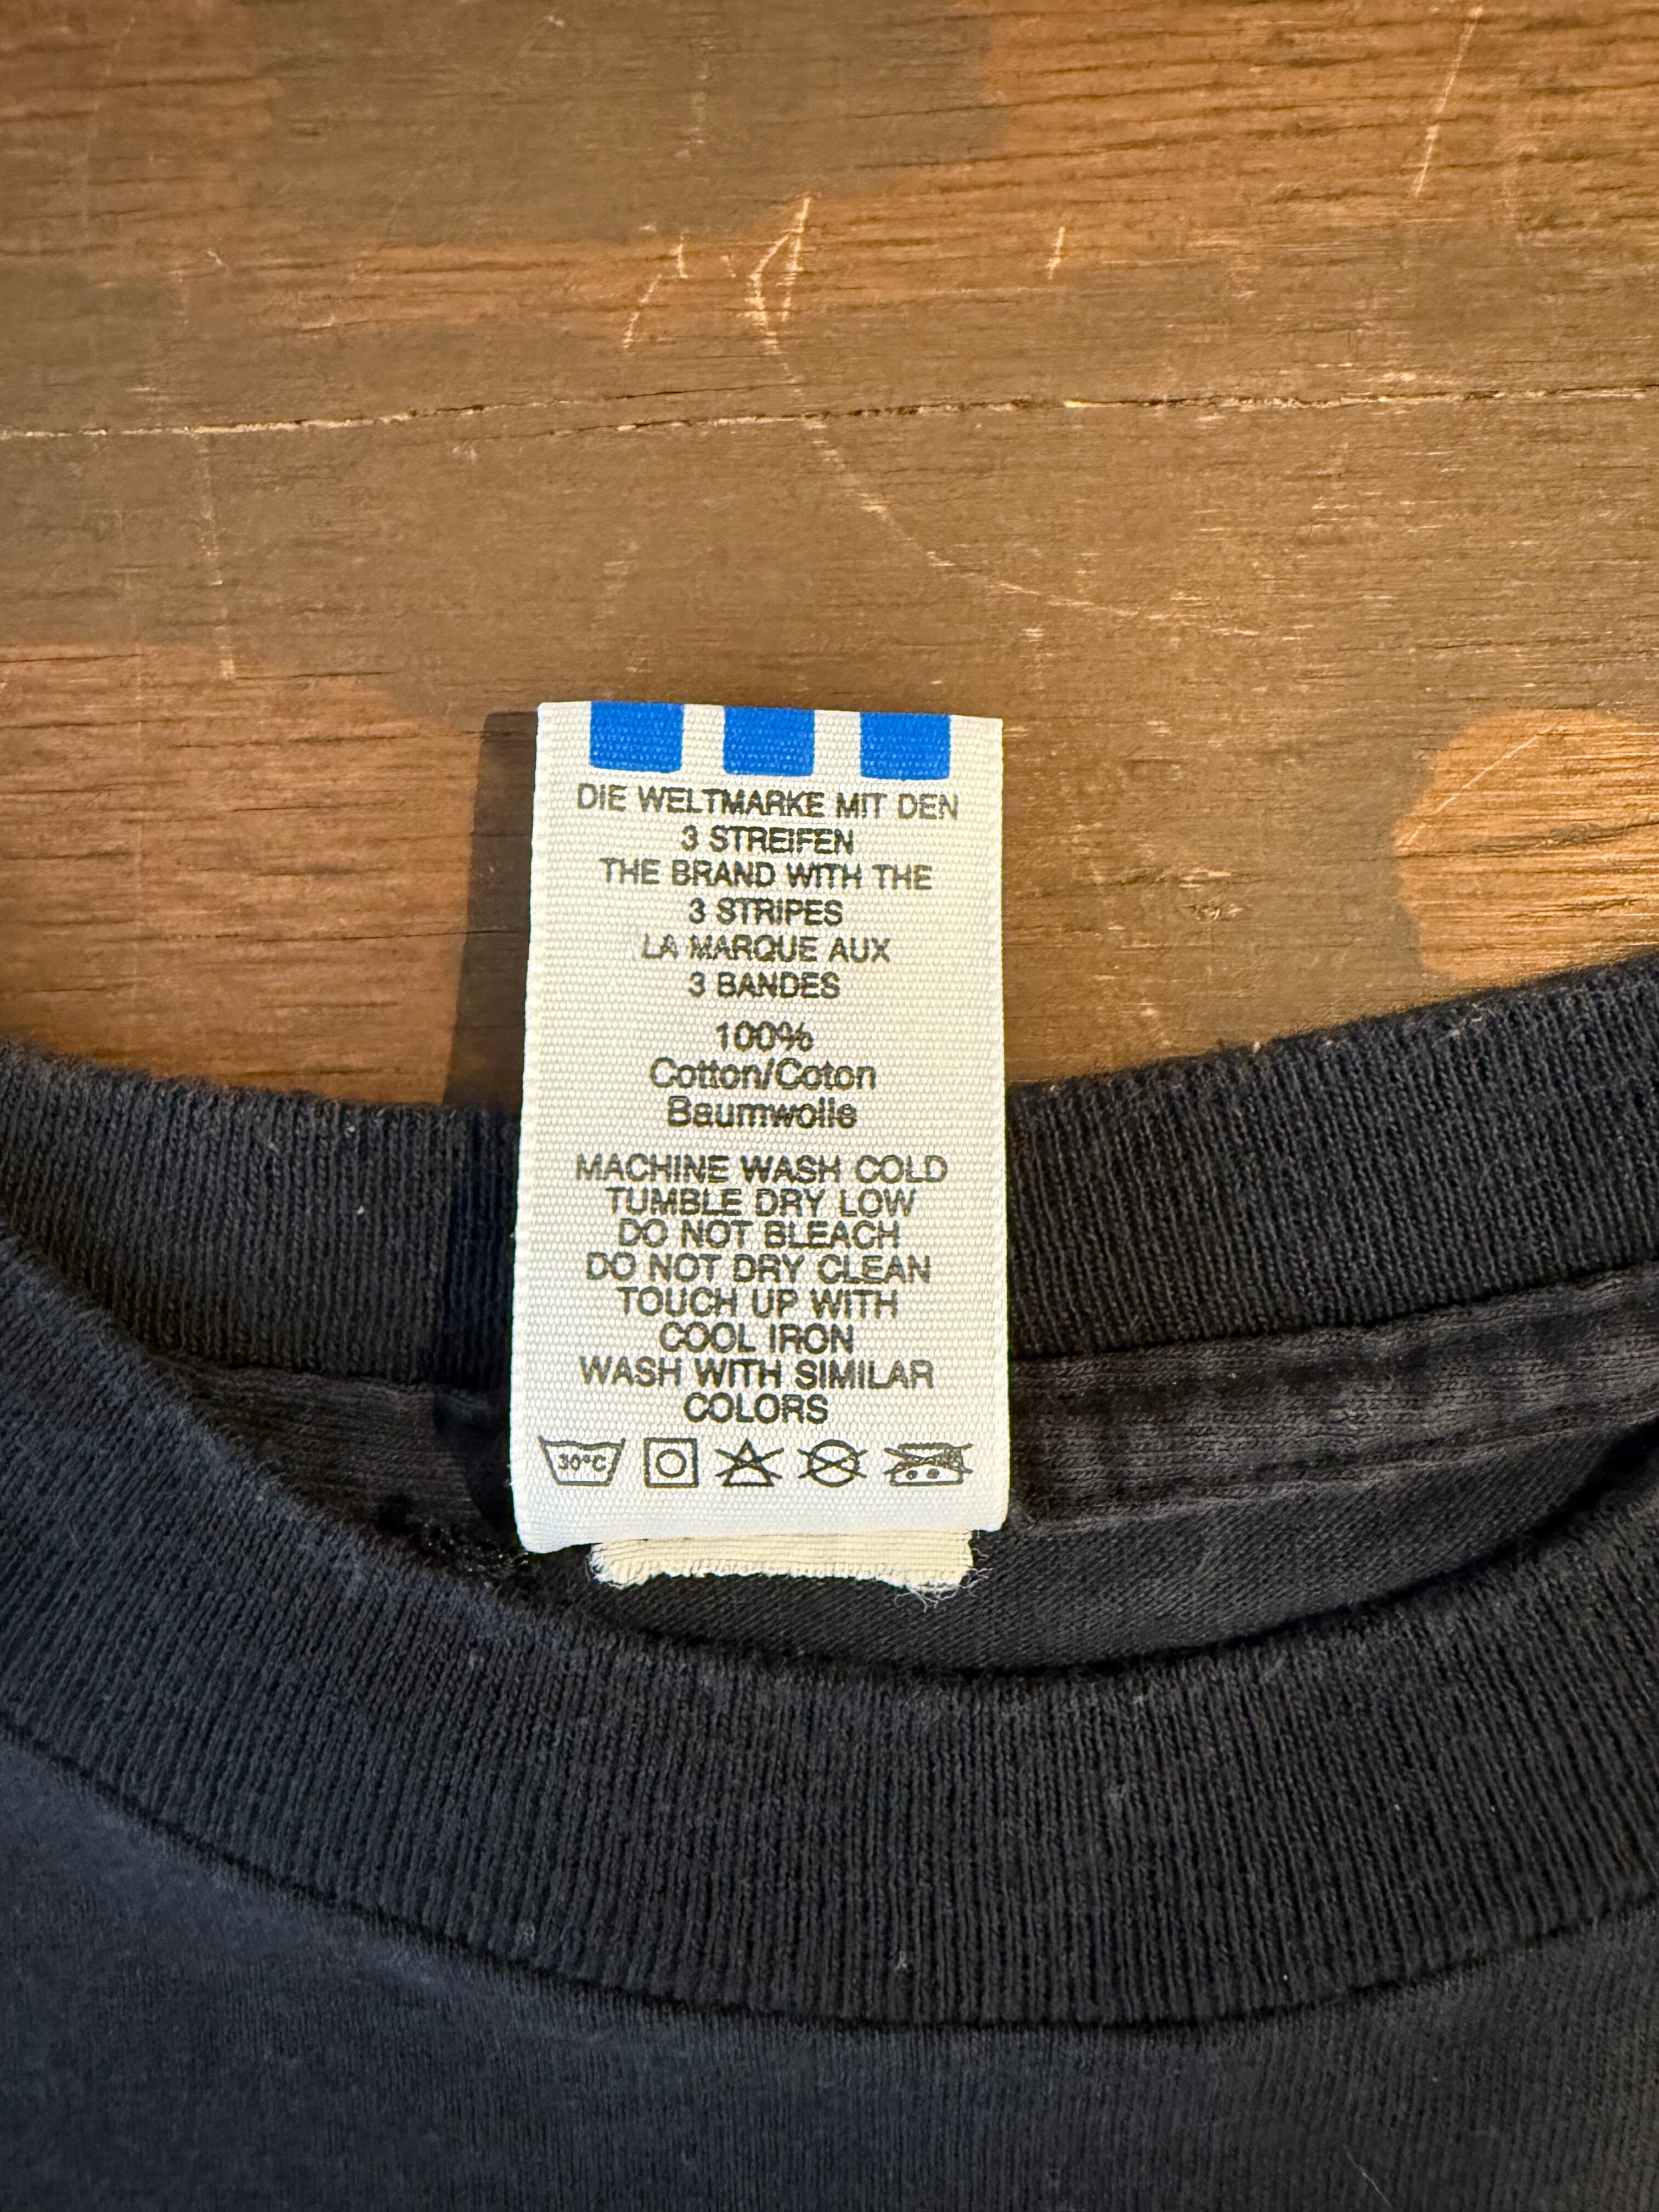 DIE WELTMARKE MIT DEN
3 STREIFEN
THE BRAND WITH THE
3 STRIPES
LA MARQUE AUX
3 BANDES
100%
Cotton/Coton
Baumwolle
MACHINE WASH COLD
TUMBLE DRY LOW
DO NOT BLEACH
DO NOT DRY CLEAN
TOUCH UP WITH
COOL IRON
WASH WITH SIMILAR
COLORS
30°C